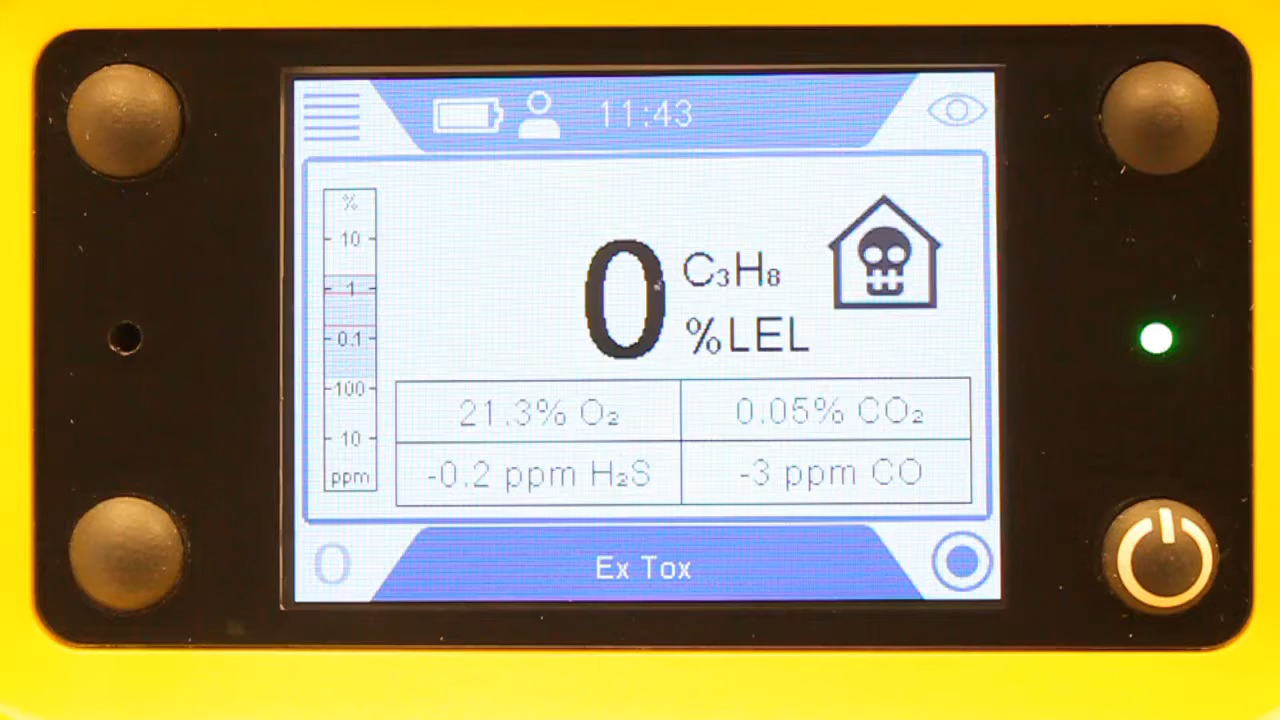 11:43
%
10
1
0.1
100
10
ppm
0 C₃H₈
%LEL
21.3% O₂ 0.05% CO₂
-0.2 ppm H₂S -3 ppm CO
0 Ex Tox